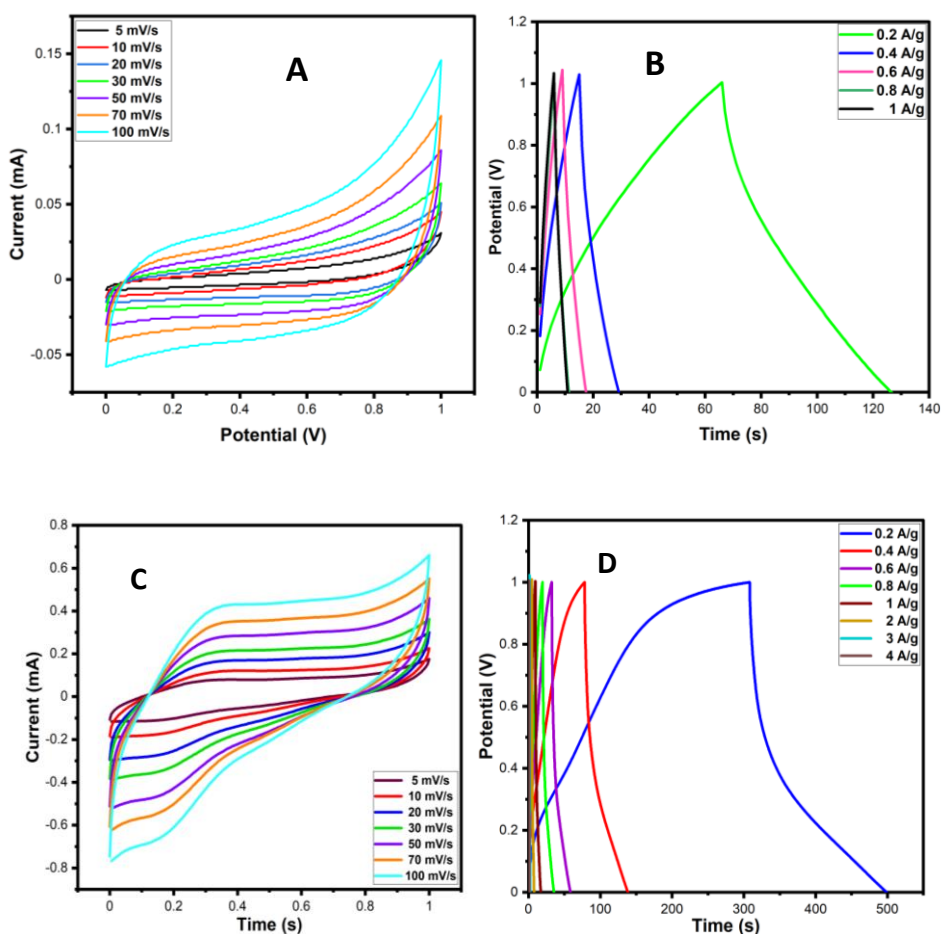 A
5 mV/s
10 mV/s
20 mV/s
30 mV/s
50 mV/s
70 mV/s
100 mV/s
Current (mA)
0.15
0.1
0.05
0
-0.05
0 0.2 0.4 0.6 0.8 1
Potential (V)
B
0.2 A/g
0.4 A/g
0.6 A/g
0.8 A/g
1 A/g
Potential (V)
1.2
1
0.8
0.6
0.4
0.2
0
0 20 40 60 80 100 120 140
Time (s)
C
5 mV/s
10 mV/s
20 mV/s
30 mV/s
50 mV/s
70 mV/s
100 mV/s
Current (mA)
0.8
0.6
0.4
0.2
0
-0.2
-0.4
-0.6
-0.8
0 0.2 0.4 0.6 0.8 1
Time (s)
D
0.2 A/g
0.4 A/g
0.6 A/g
0.8 A/g
1 A/g
2 A/g
3 A/g
4 A/g
Potential (V)
1.2
1
0.8
0.6
0.4
0.2
0
0 100 200 300 400 500
Time (s)